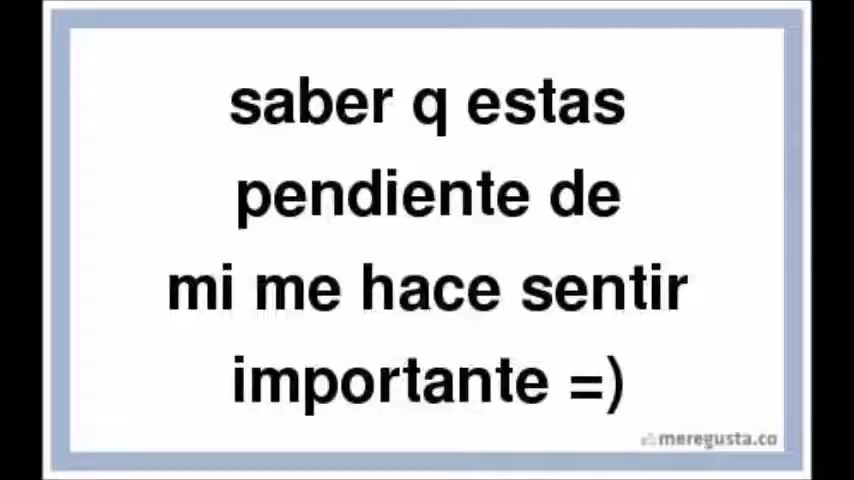 saber q estas
pendiente de
mi me hace sentir
importante =)
meregusta.co